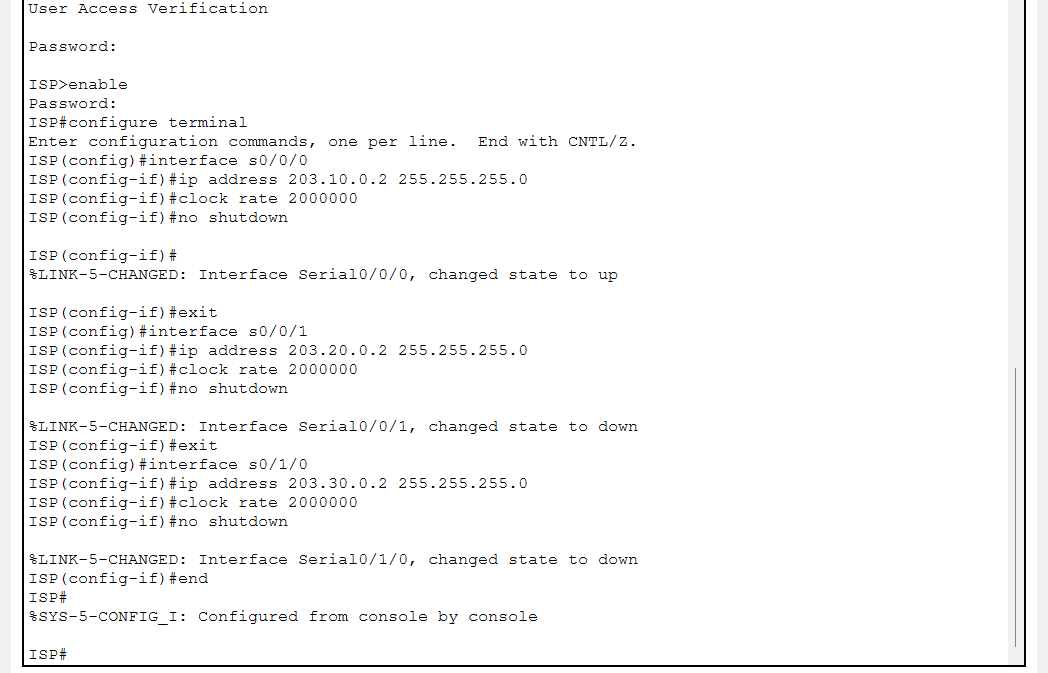 User Access Verification
Password:
ISP>enable
Password:
ISP#configure terminal
Enter configuration commands, one per line.  End with CNTL/Z.
ISP(config)#interface s0/0/0
ISP(config-if)#ip address 203.10.0.2 255.255.255.0
ISP(config-if)#clock rate 2000000
ISP(config-if)#no shutdown
ISP(config-if)#
%LINK-5-CHANGED: Interface Serial0/0/0, changed state to up
ISP(config-if)#exit
ISP(config)#interface s0/0/1
ISP(config-if)#ip address 203.20.0.2 255.255.255.0
ISP(config-if)#clock rate 2000000
ISP(config-if)#no shutdown
%LINK-5-CHANGED: Interface Serial0/0/1, changed state to down
ISP(config-if)#exit
ISP(config)#interface s0/1/0
ISP(config-if)#ip address 203.30.0.2 255.255.255.0
ISP(config-if)#clock rate 2000000
ISP(config-if)#no shutdown
%LINK-5-CHANGED: Interface Serial0/1/0, changed state to down
ISP(config-if)#end
ISP#
%SYS-5-CONFIG_I: Configured from console by console
ISP#